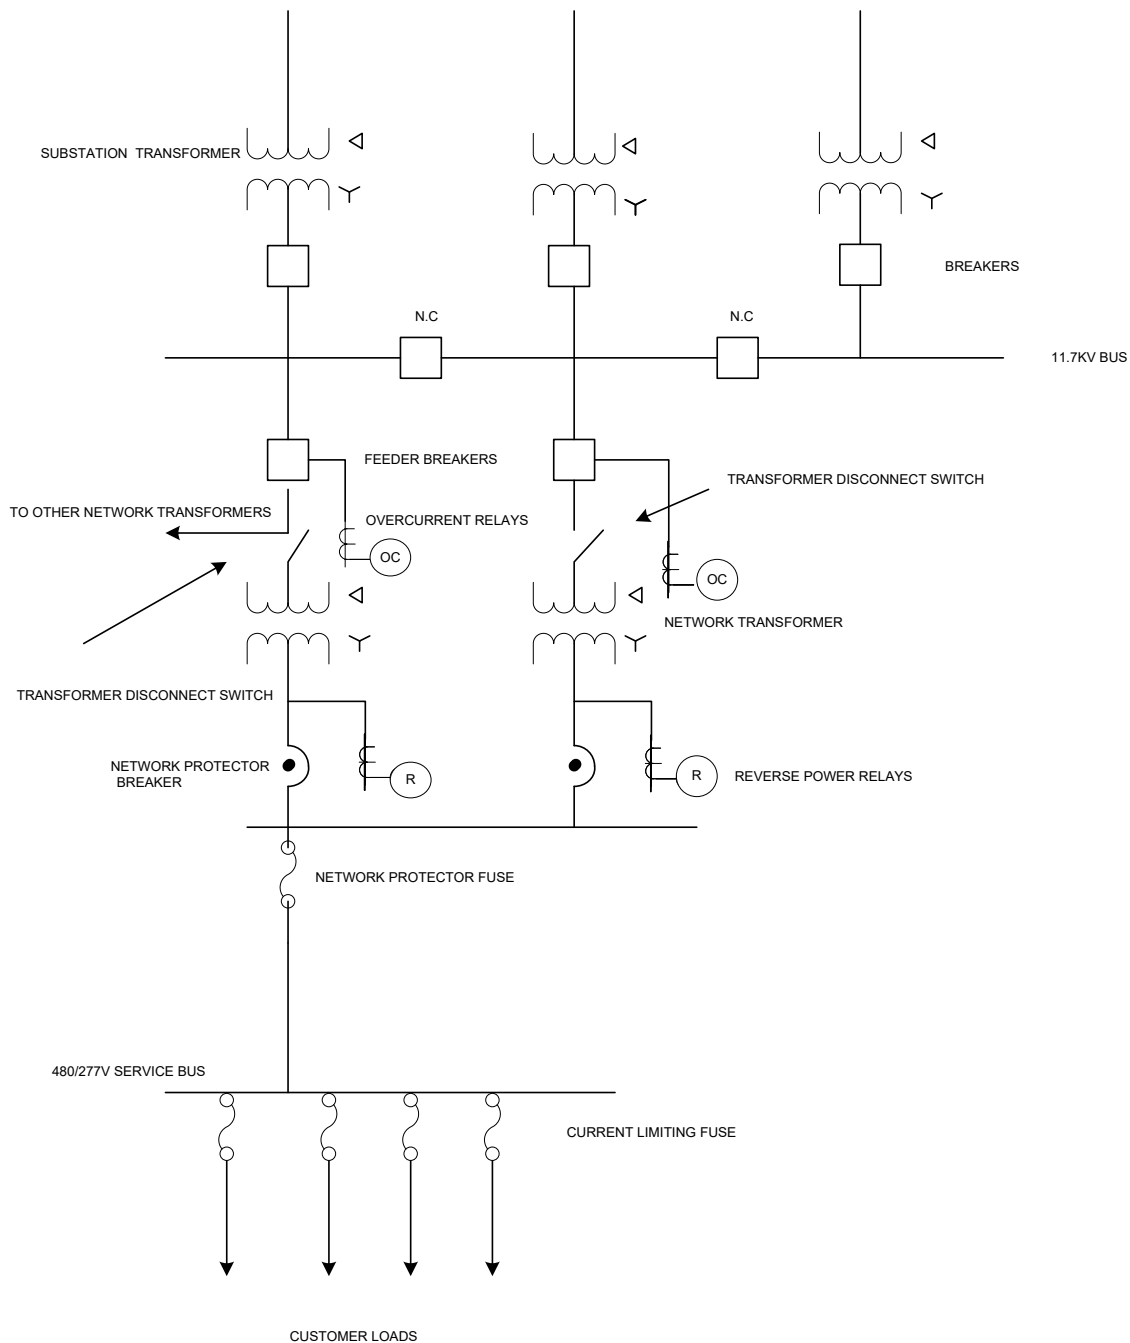 SUBSTATION TRANSFORMER
BREAKERS
N.C
N.C
11.7KV BUS
FEEDER BREAKERS
TRANSFORMER DISCONNECT SWITCH
TO OTHER NETWORK TRANSFORMERS
OVERCURRENT RELAYS
OC
OC
NETWORK TRANSFORMER
TRANSFORMER DISCONNECT SWITCH
NETWORK PROTECTOR
BREAKER
R
R
REVERSE POWER RELAYS
NETWORK PROTECTOR FUSE
480/277V SERVICE BUS
CURRENT LIMITING FUSE
CUSTOMER LOADS